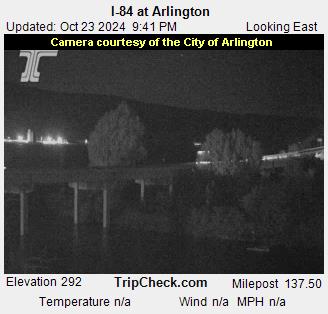 I-84 at Arlington
Updated: Oct 23 2024 9:41 PM Looking East
Camera courtesy of the City of Arlington
Elevation 292 TripCheck.com Milepost 137.50
Temperature n/a Wind n/a MPH n/a